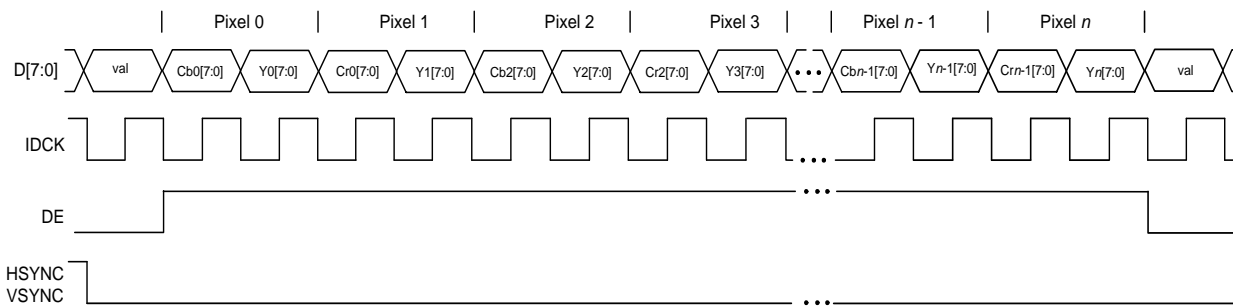 Pixel 0 Pixel 1 Pixel 2 Pixel 3 Pixel n - 1 Pixel n
D[7:0] val Cb0[7:0] Y0[7:0] Cr0[7:0] Y1[7:0] Cb2[7:0] Y2[7:0] Cr2[7:0] Y3[7:0] ••• Cbn-1[7:0] Yn-1[7:0] Crn-1[7:0] Yn[7:0] val
IDCK •••
DE •••
HSYNC
VSYNC •••